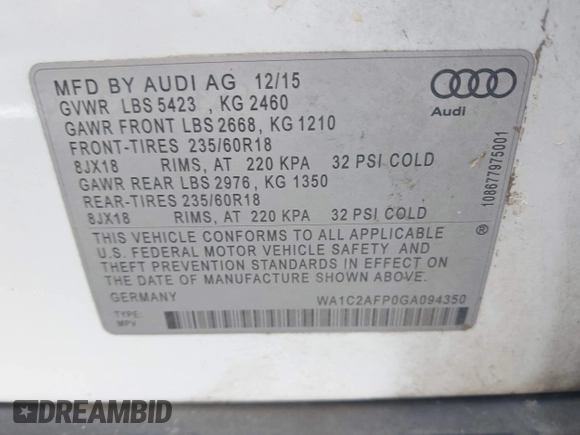 MFD BY AUDI AG 12/15
GVWR LBS 5423 , KG 2460
GAWR FRONT LBS 2668, KG 1210
FRONT-TIRES 235/60R18
8JX18 RIMS, AT 220 KPA 32 PSI COLD
GAWR REAR LBS 2976, KG 1350
REAR-TIRES 235/60R18
8JX18 RIMS, AT 220 KPA 32 PSI COLD
THIS VEHICLE CONFORMS TO ALL APPLICABLE
U.S. FEDERAL MOTOR VEHICLE SAFETY AND
THEFT PREVENTION STANDARDS IN EFFECT ON
THE DATE OF MANUFACTURE SHOWN ABOVE.
GERMANY WA1C2AFP0GA094350
TYPE:
MPV
Audi
108677975001
®
DREAMBID